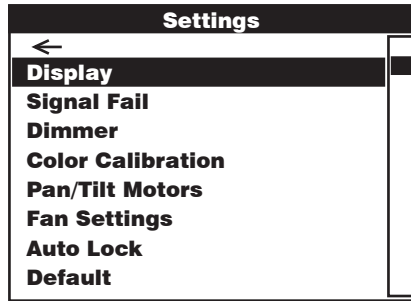 Settings
←
Display
Signal Fail
Dimmer
Color Calibration
Pan/Tilt Motors
Fan Settings
Auto Lock
Default